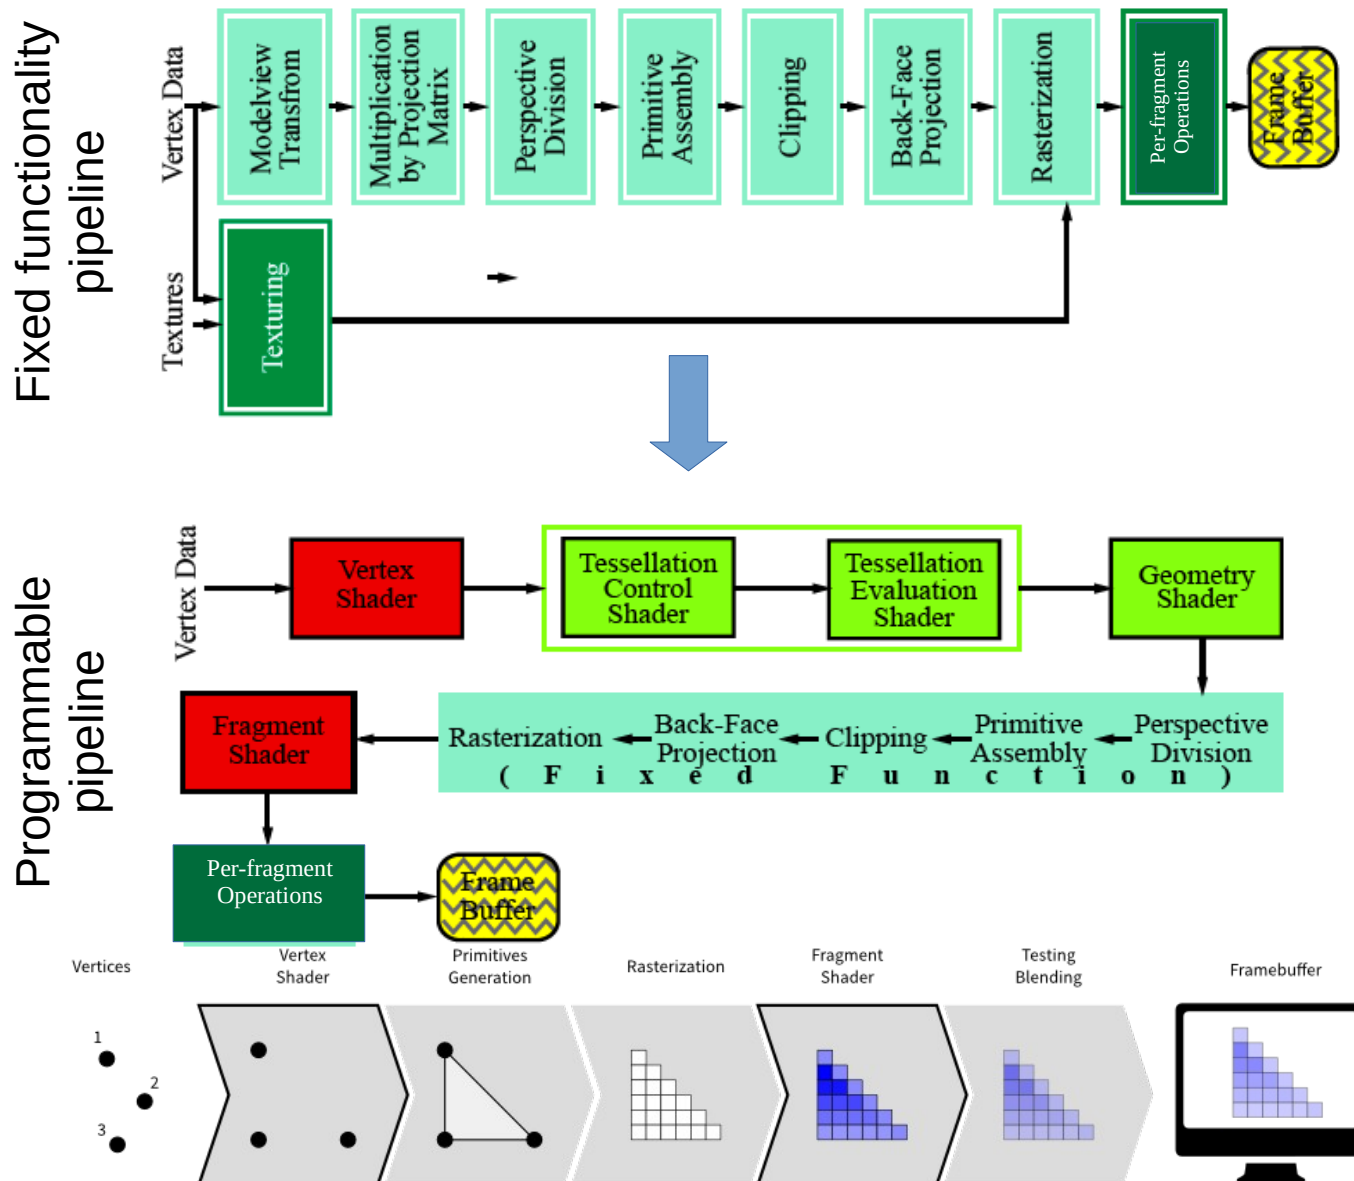 Fixed functionality
pipeline
Vertex Data
Modelview
Transfrom
Multiplication
by Projection
Matrix
Perspective
Division
Primitive
Assembly
Clipping
Back-Face
Projection
Rasterization
Per-fragment
Operations
Frame
Buffer
Textures
Texturing
Programmable
pipeline
Vertex Data
Vertex
Shader
Tessellation
Control
Shader
Tessellation
Evaluation
Shader
Geometry
Shader
Fragment
Shader
Rasterization
Back-Face
Projection
Clipping
Primitive
Assembly
Perspective
Division
( F i x e d F u n c t i o n )
Per-fragment
Operations
Frame
Buffer
Vertices
Vertex
Shader
Primitives
Generation
Rasterization
Fragment
Shader
Testing
Blending
Framebuffer
1
2
3